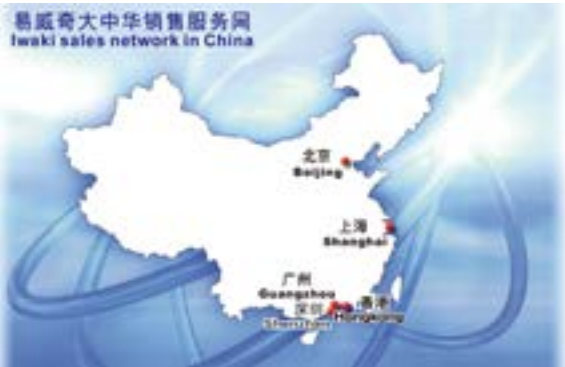 易威奇大中华销售服务网
Iwaki sales network in China
北京
Beijing
上海
Shanghai
广州
Guangzhou
深圳
Shenzhen
香港
Hongkong